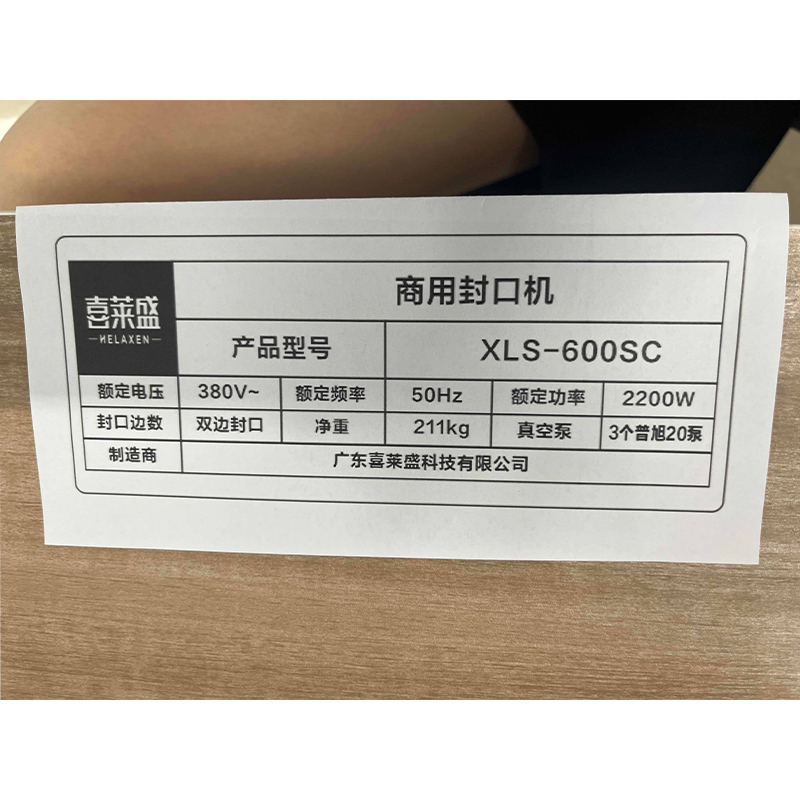 喜莱盛
HELAXEN
商用封口机
产品型号 XLS-600SC
额定电压 380V~ 额定频率 50Hz 额定功率 2200W
封口边数 双边封口 净重 211kg 真空泵 3个普旭20泵
制造商 广东喜莱盛科技有限公司